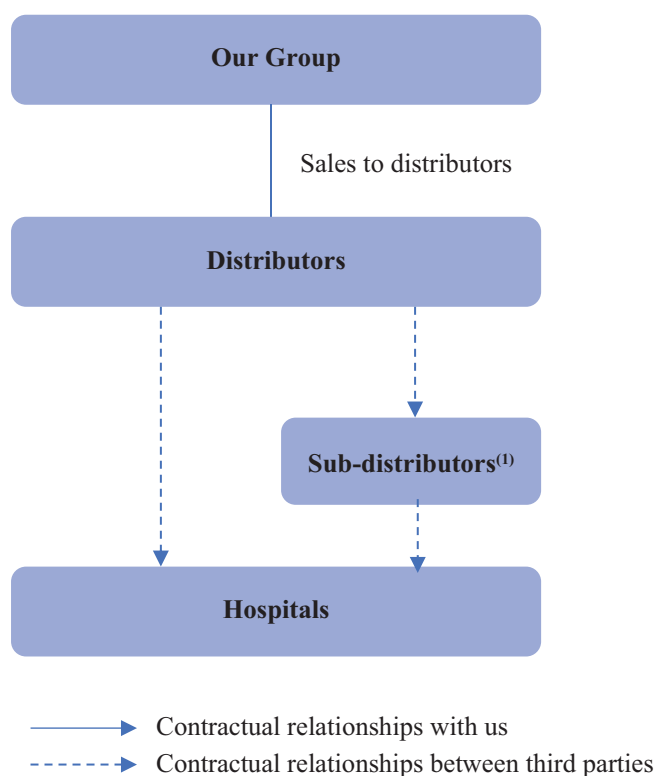 Our Group
Sales to distributors
Distributors
Sub-distributors(1)
Hospitals
Contractual relationships with us
Contractual relationships between third parties